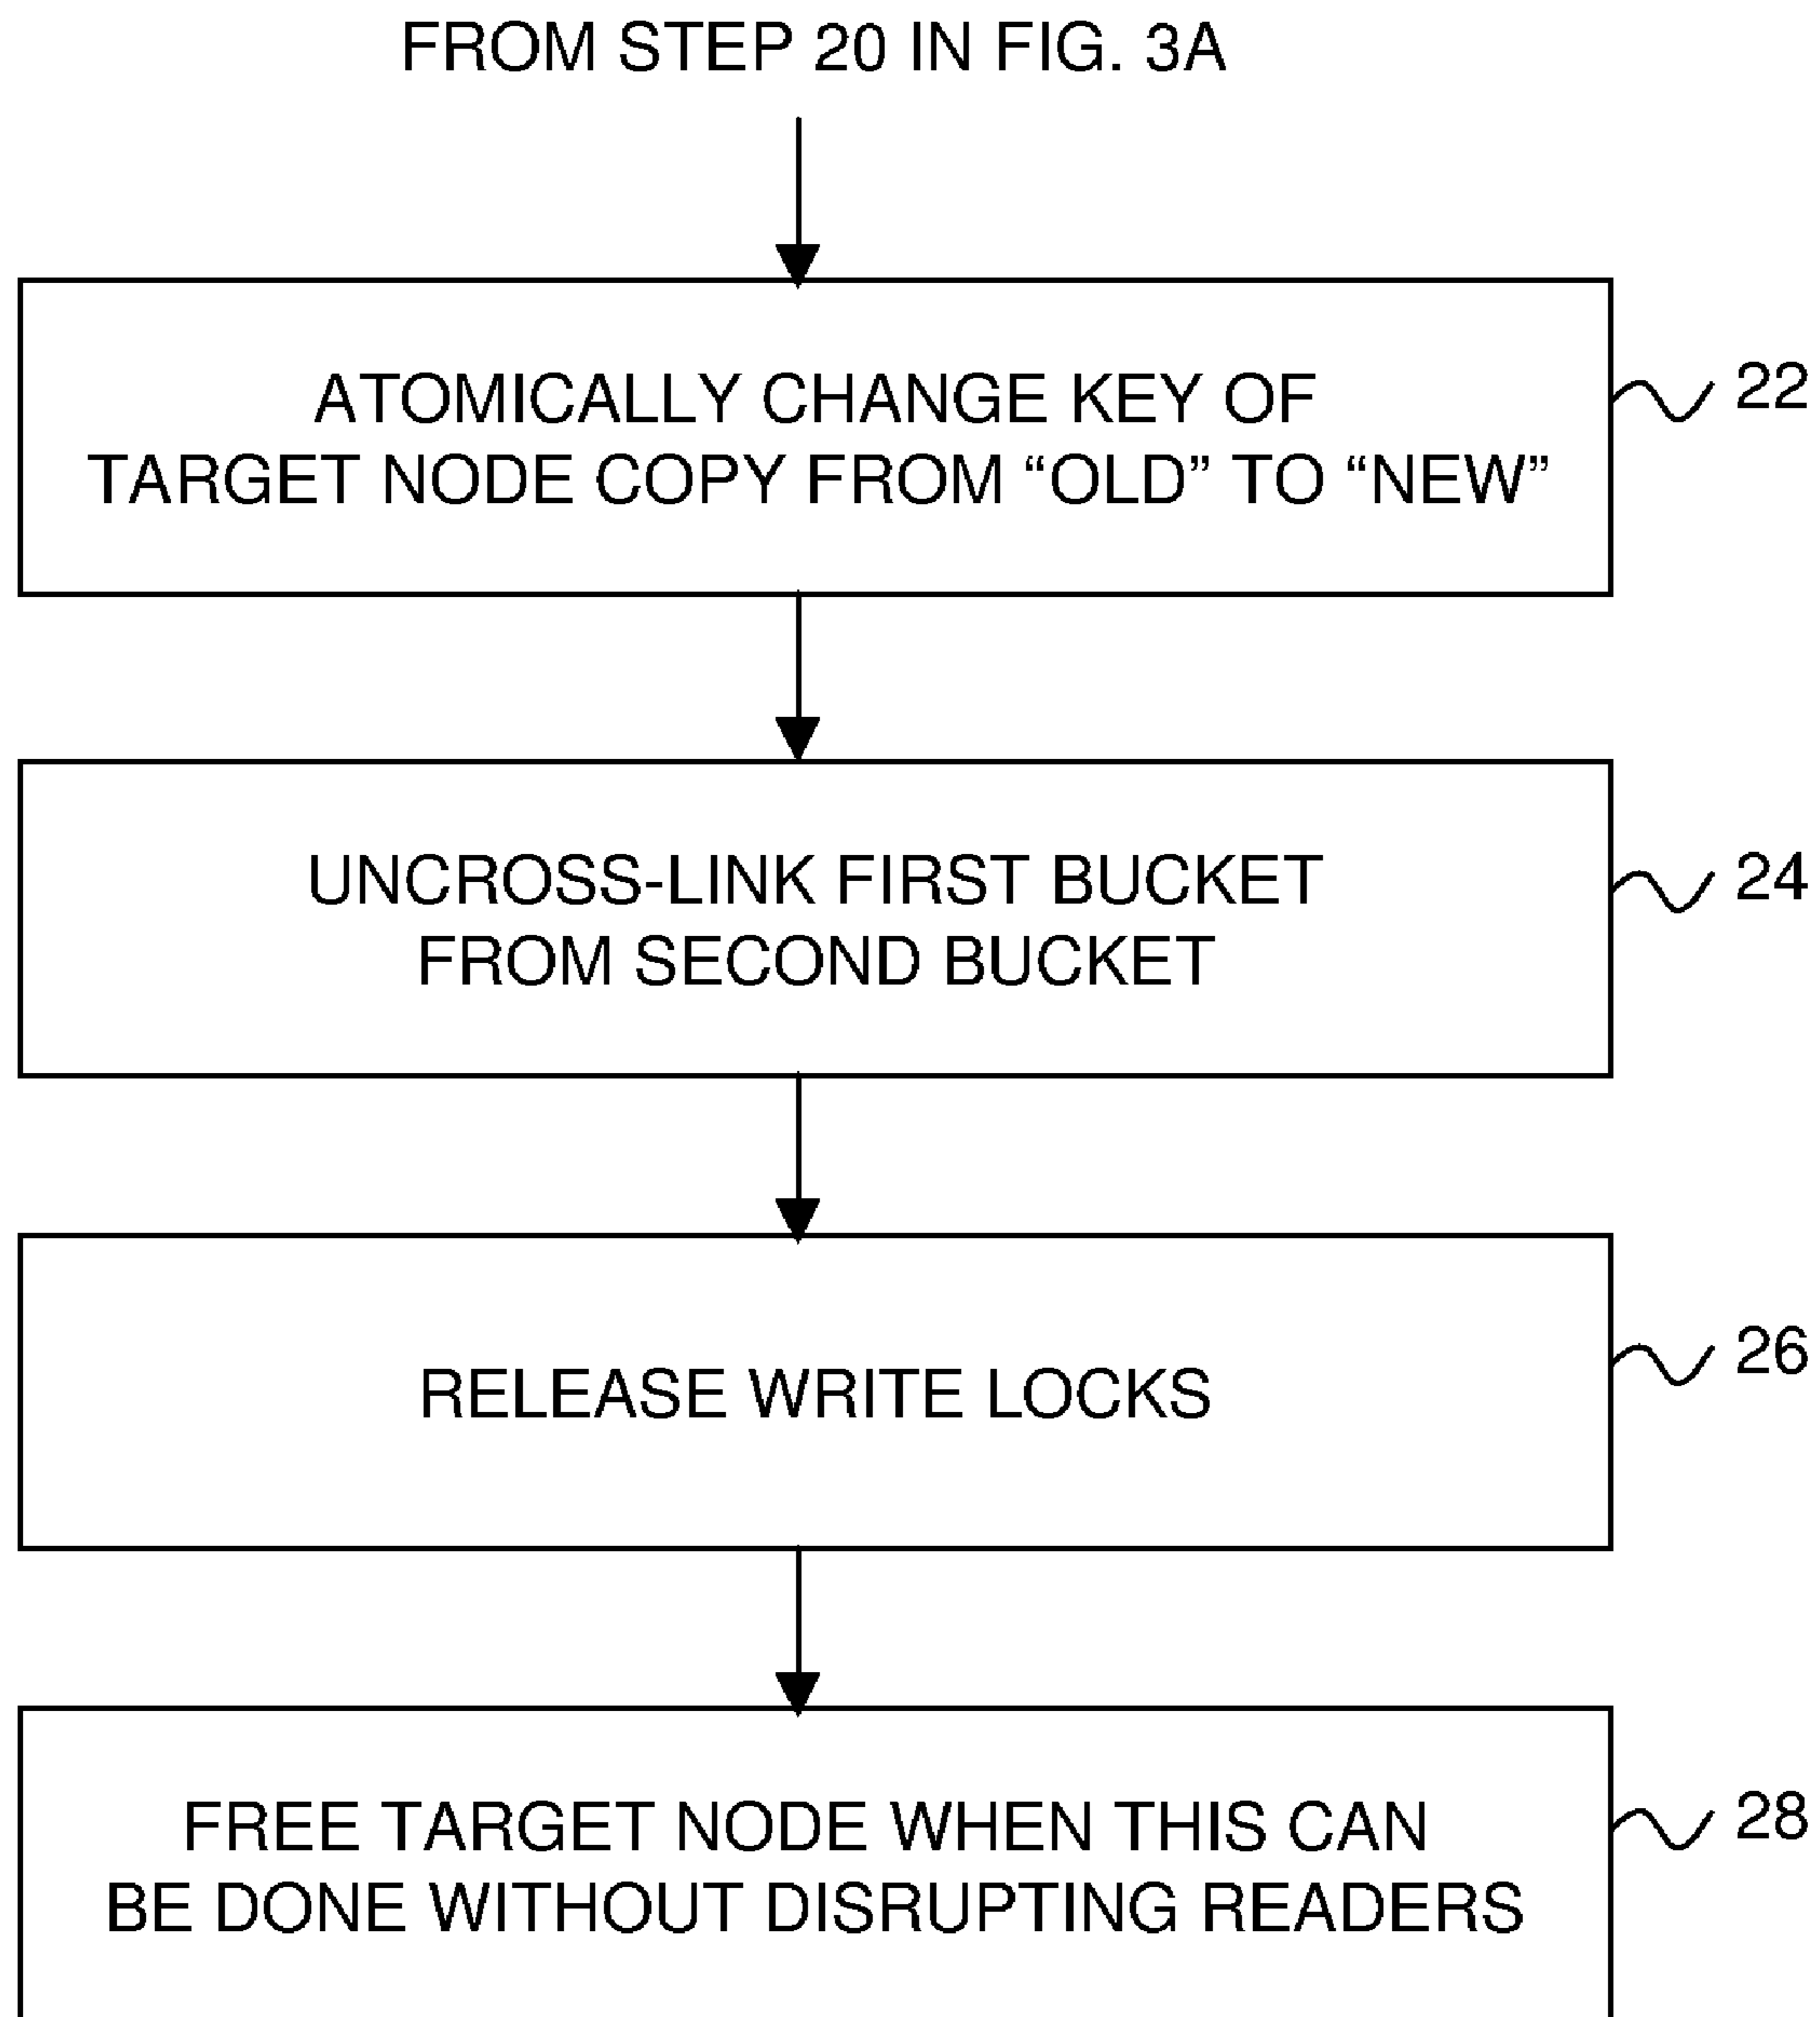 FROM STEP 20 IN FIG. 3A
ATOMICALLY CHANGE KEY OF
TARGET NODE COPY FROM “OLD” TO “NEW”
22
UNCROSS-LINK FIRST BUCKET
FROM SECOND BUCKET
24
RELEASE WRITE LOCKS
26
FREE TARGET NODE WHEN THIS CAN
BE DONE WITHOUT DISRUPTING READERS
28